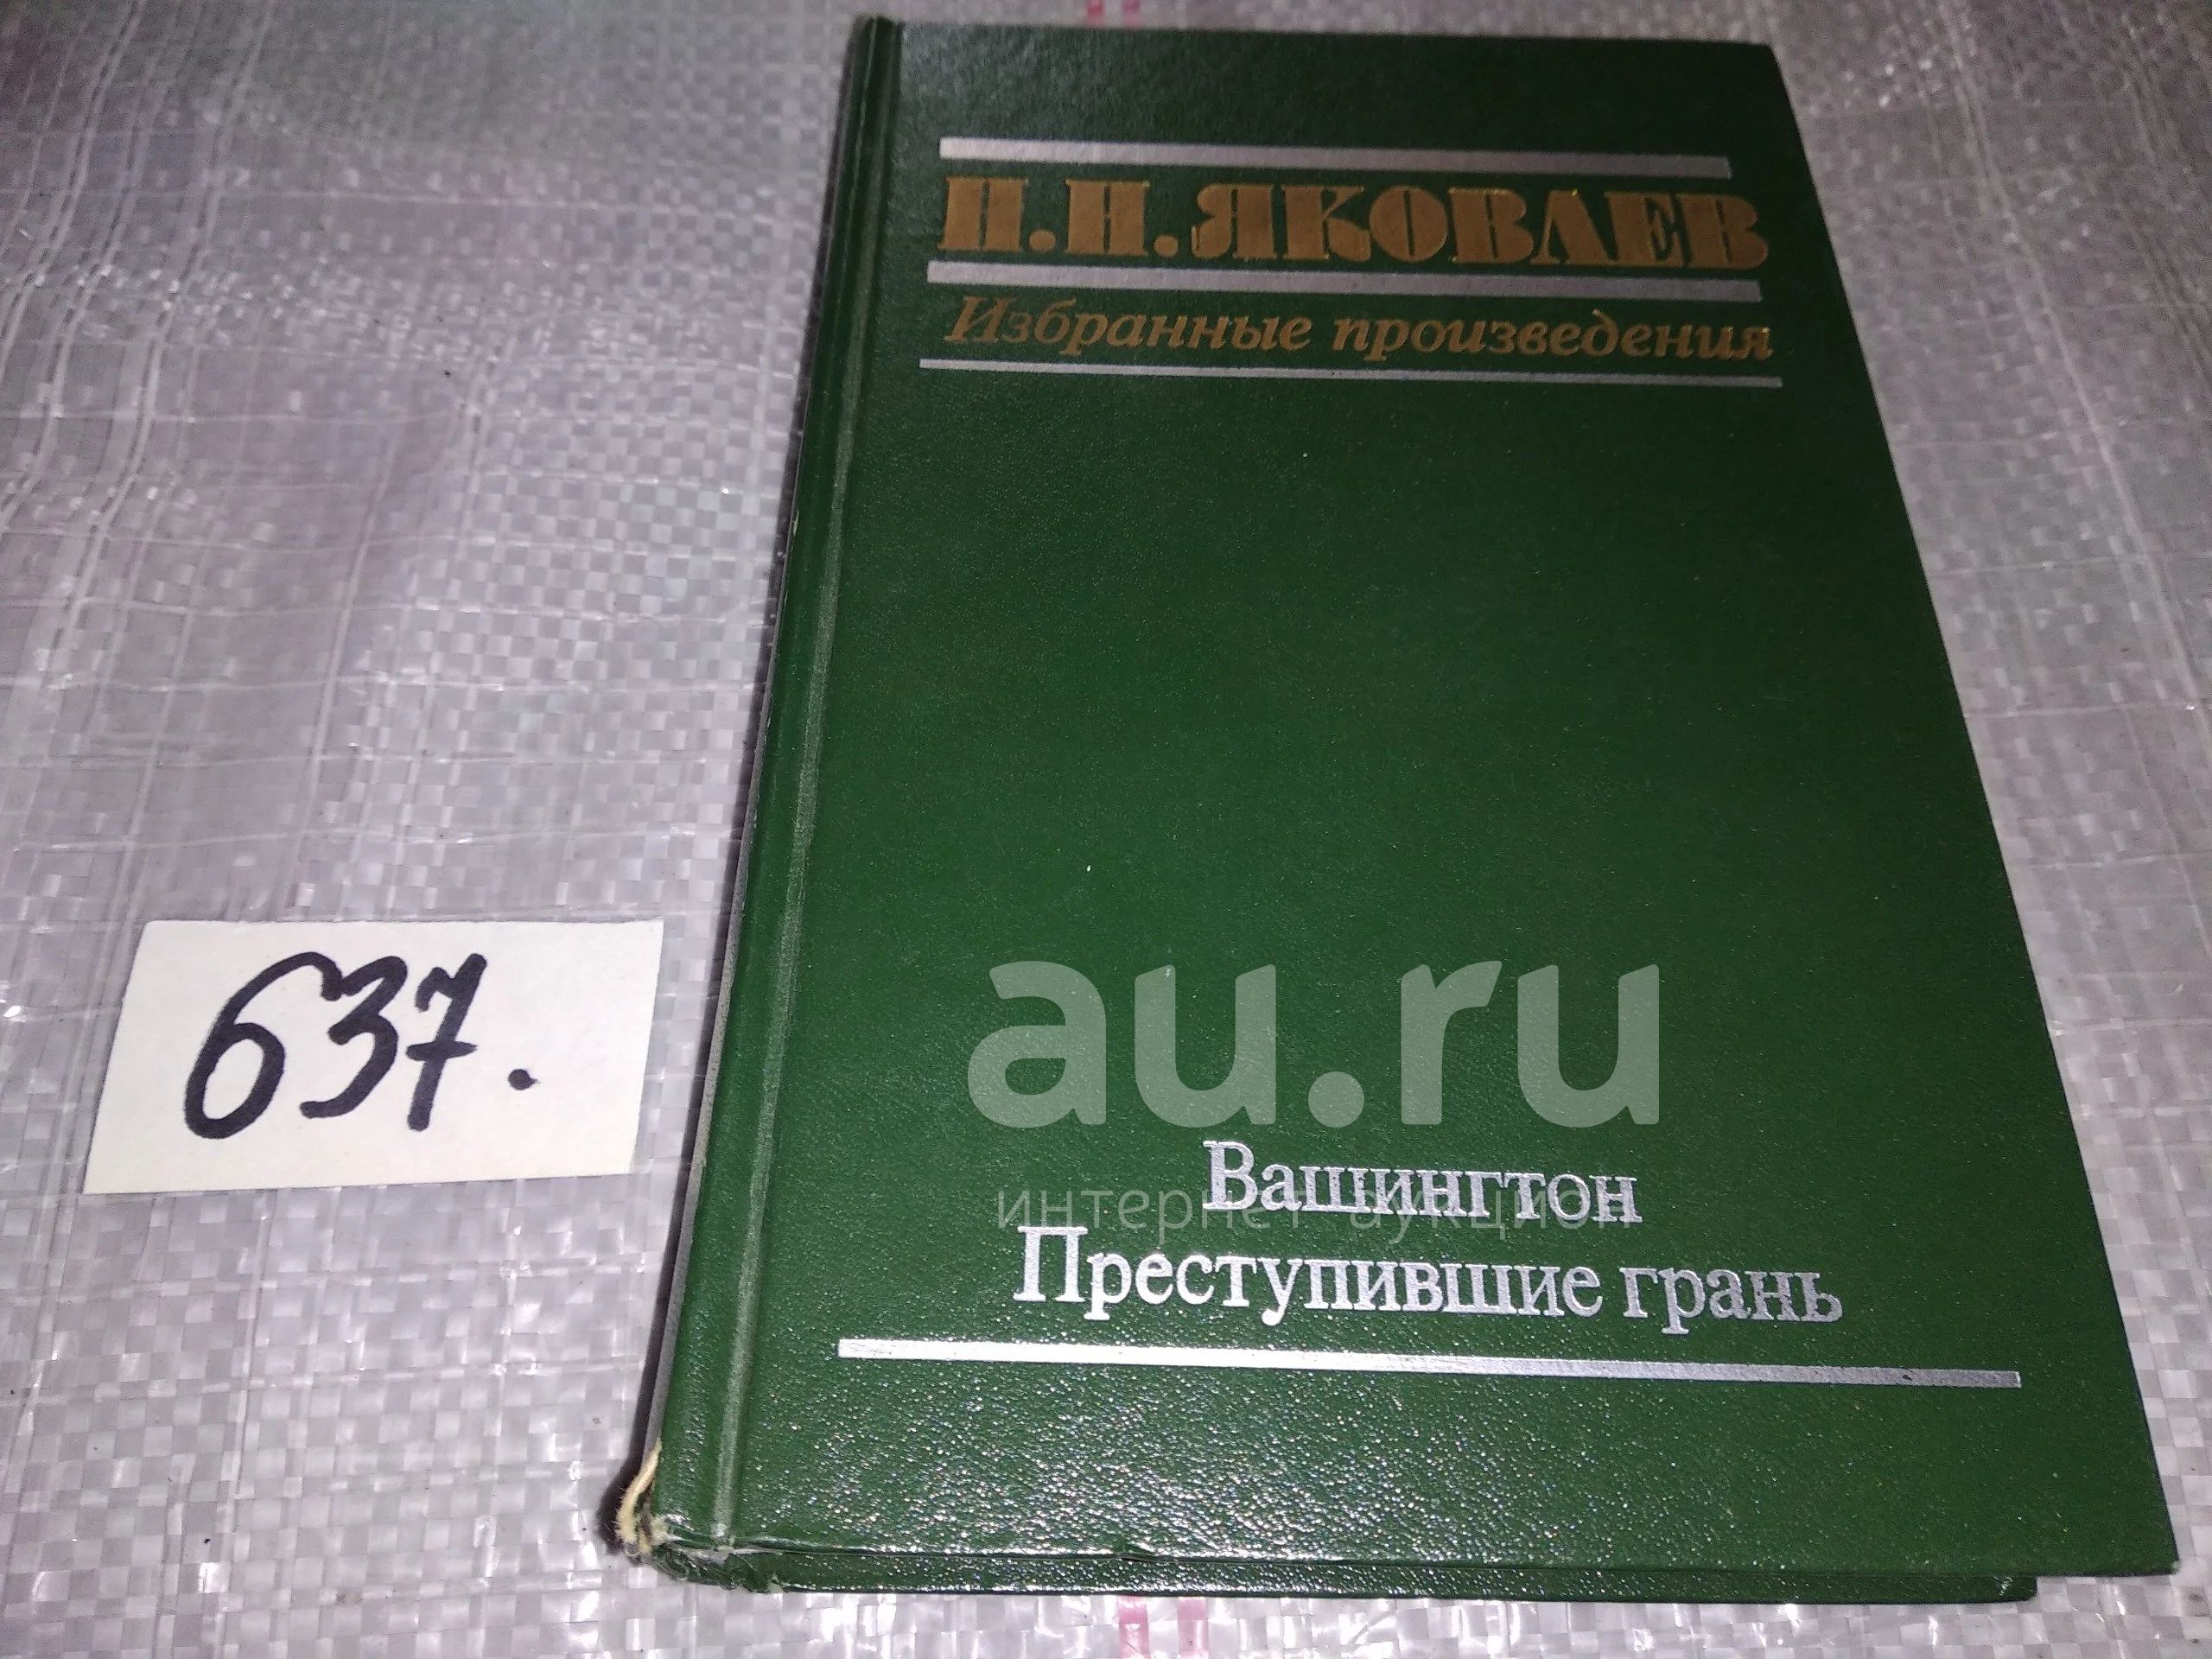 Н.Н.ЯКОВЛЕВ
Избранные произведения
637.
au.ru
интернет аукцион
Вашингтон
Преступившие грань